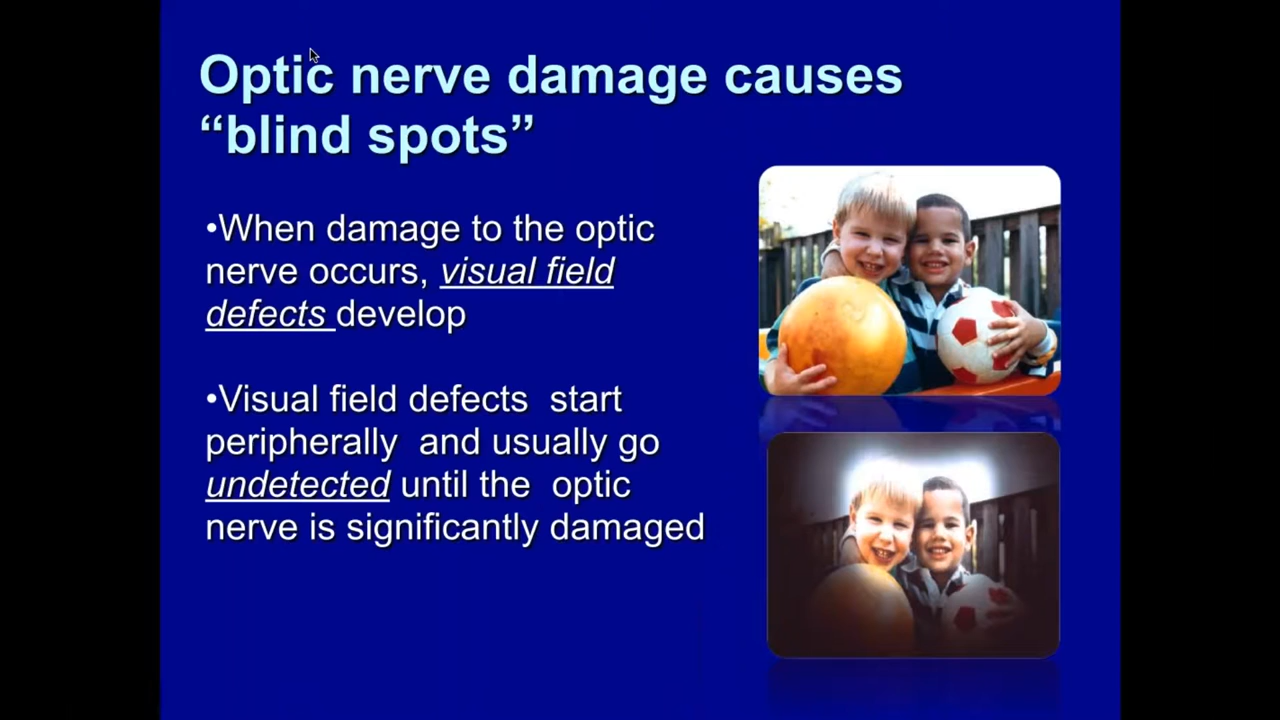 Optic nerve damage causes
“blind spots”
•When damage to the optic
nerve occurs, visual field
defects develop
•Visual field defects  start
peripherally  and usually go
undetected until the  optic
nerve is significantly damaged